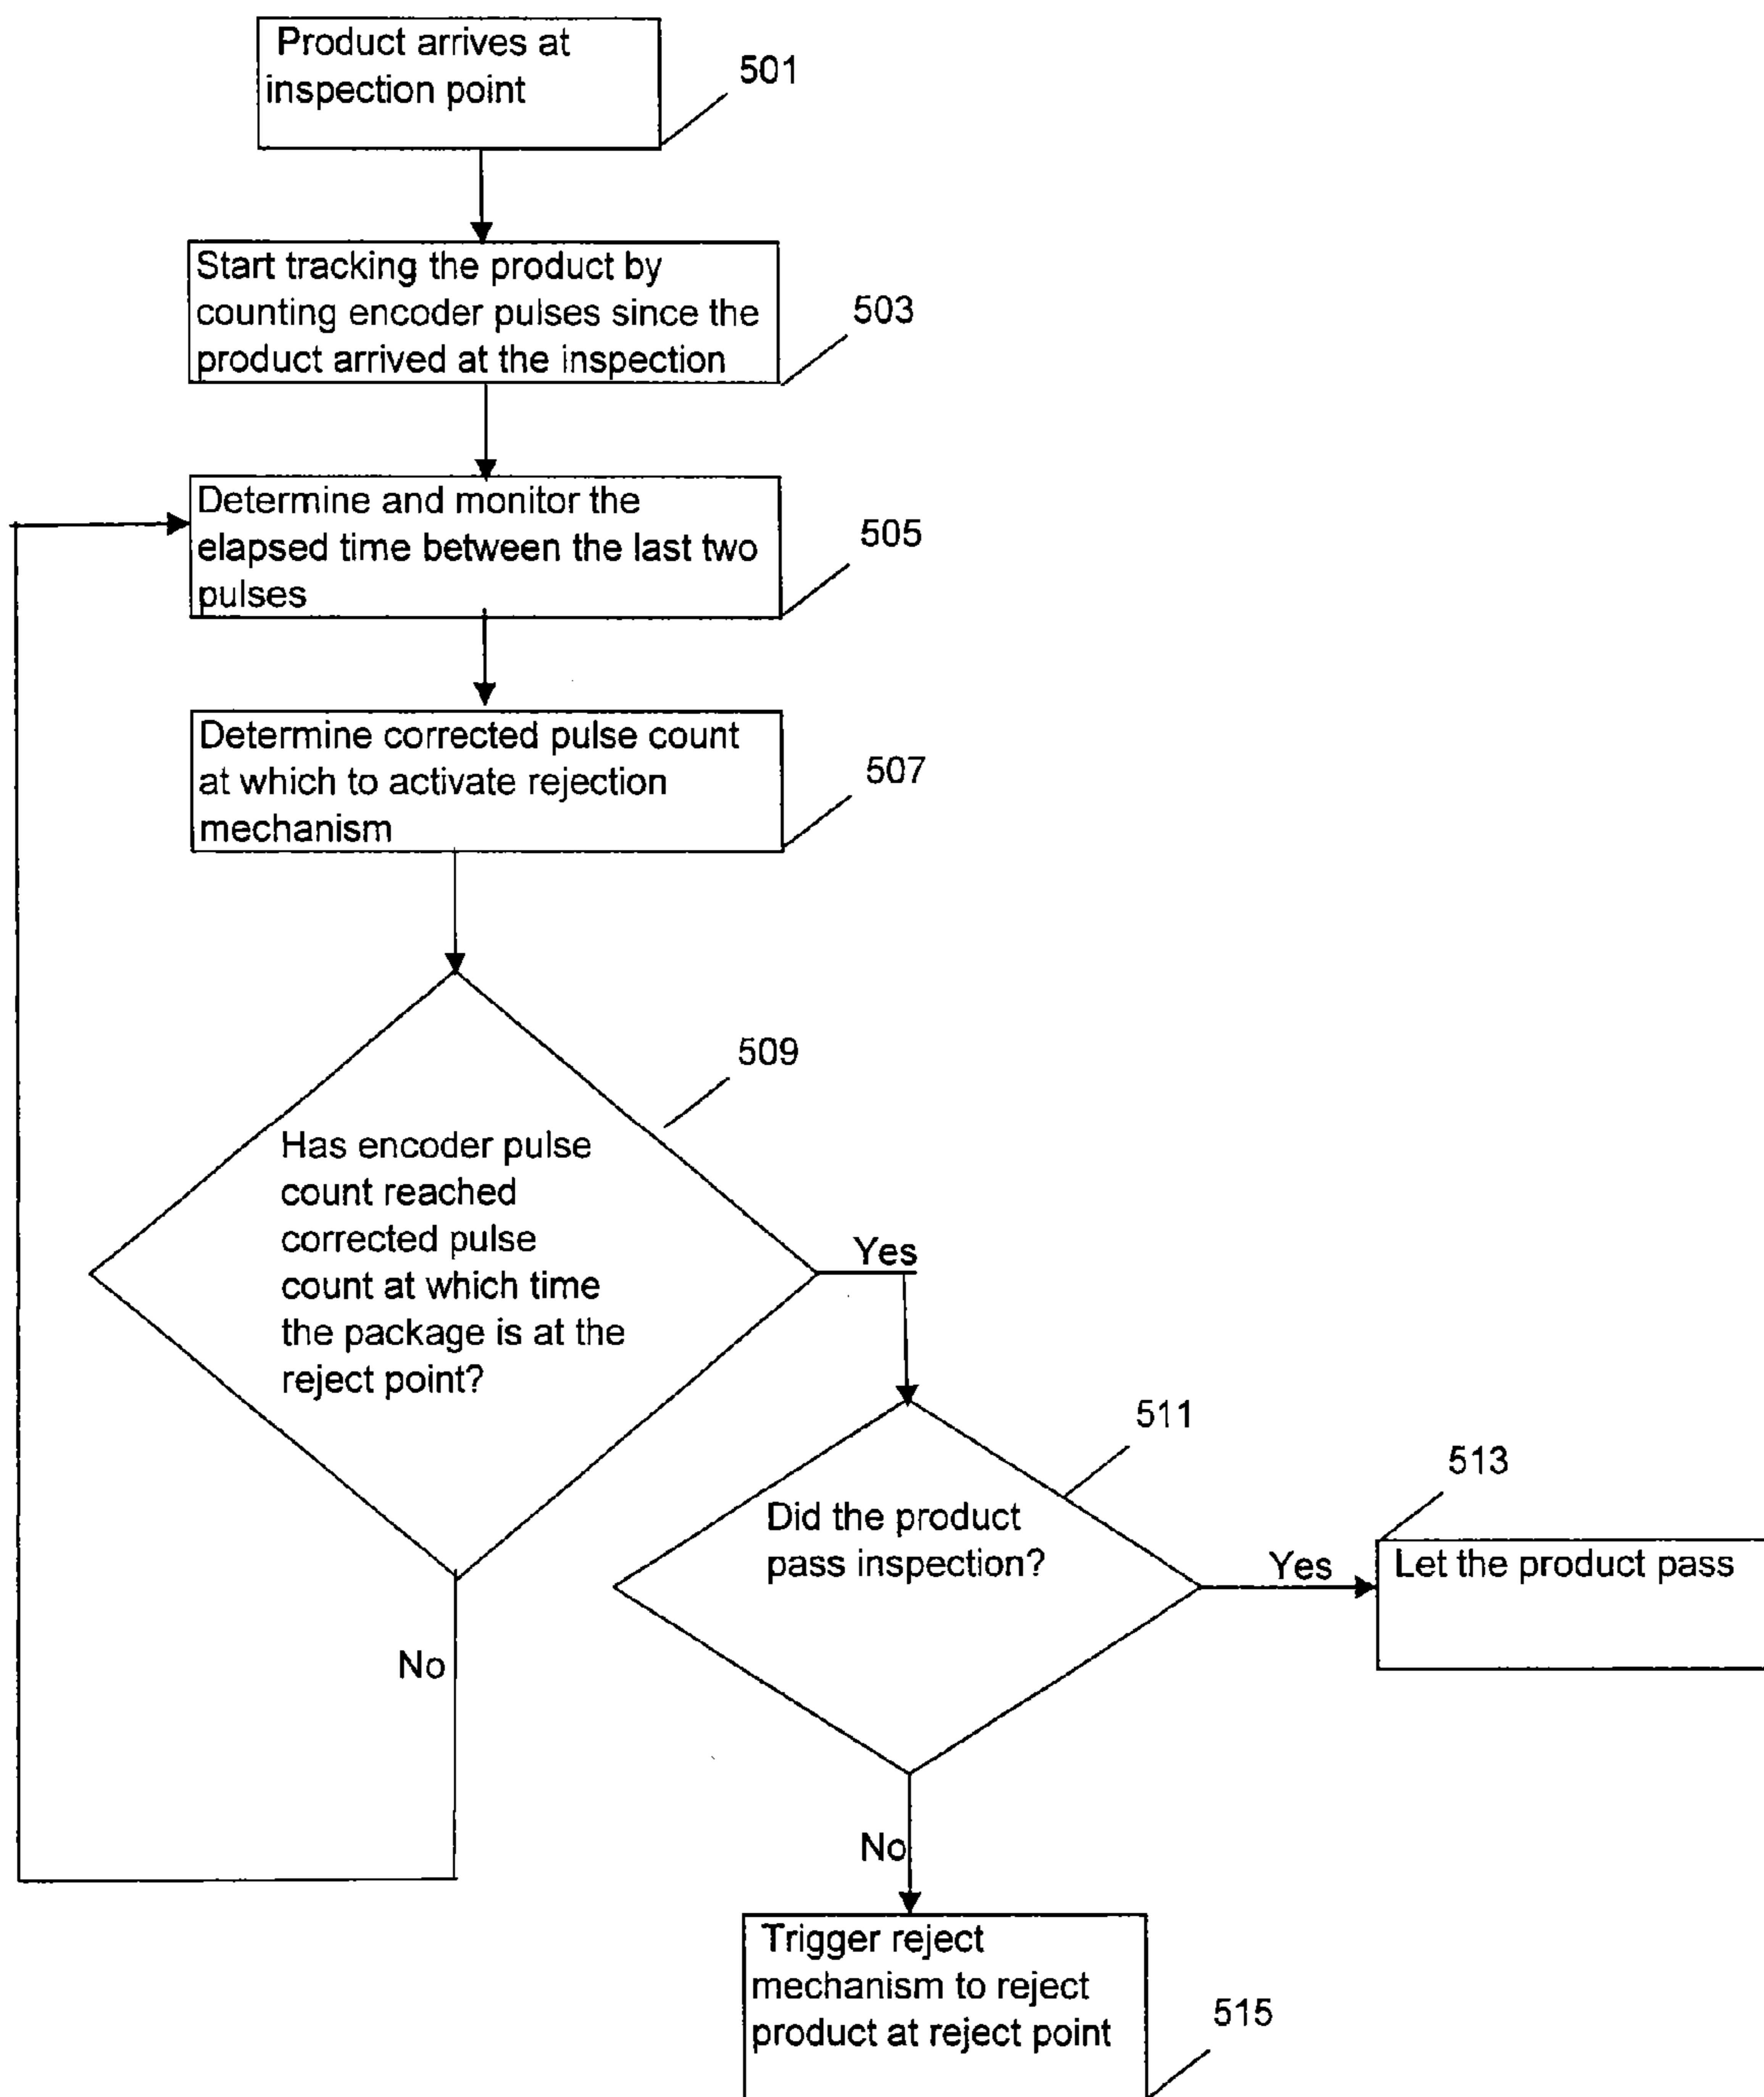 Product arrives at
inspection point
501
Start tracking the product by
counting encoder pulses since the
product arrived at the inspection
503
Determine and monitor the
elapsed time between the last two
pulses
505
Determine corrected pulse count
at which to activate rejection
mechanism
507
509
Has encoder pulse
count reached
corrected pulse
count at which time
the package is at the
reject point?
Yes
No
511
Did the product
pass inspection?
Yes
513
Let the product pass
No
Trigger reject
mechanism to reject
product at reject point
515